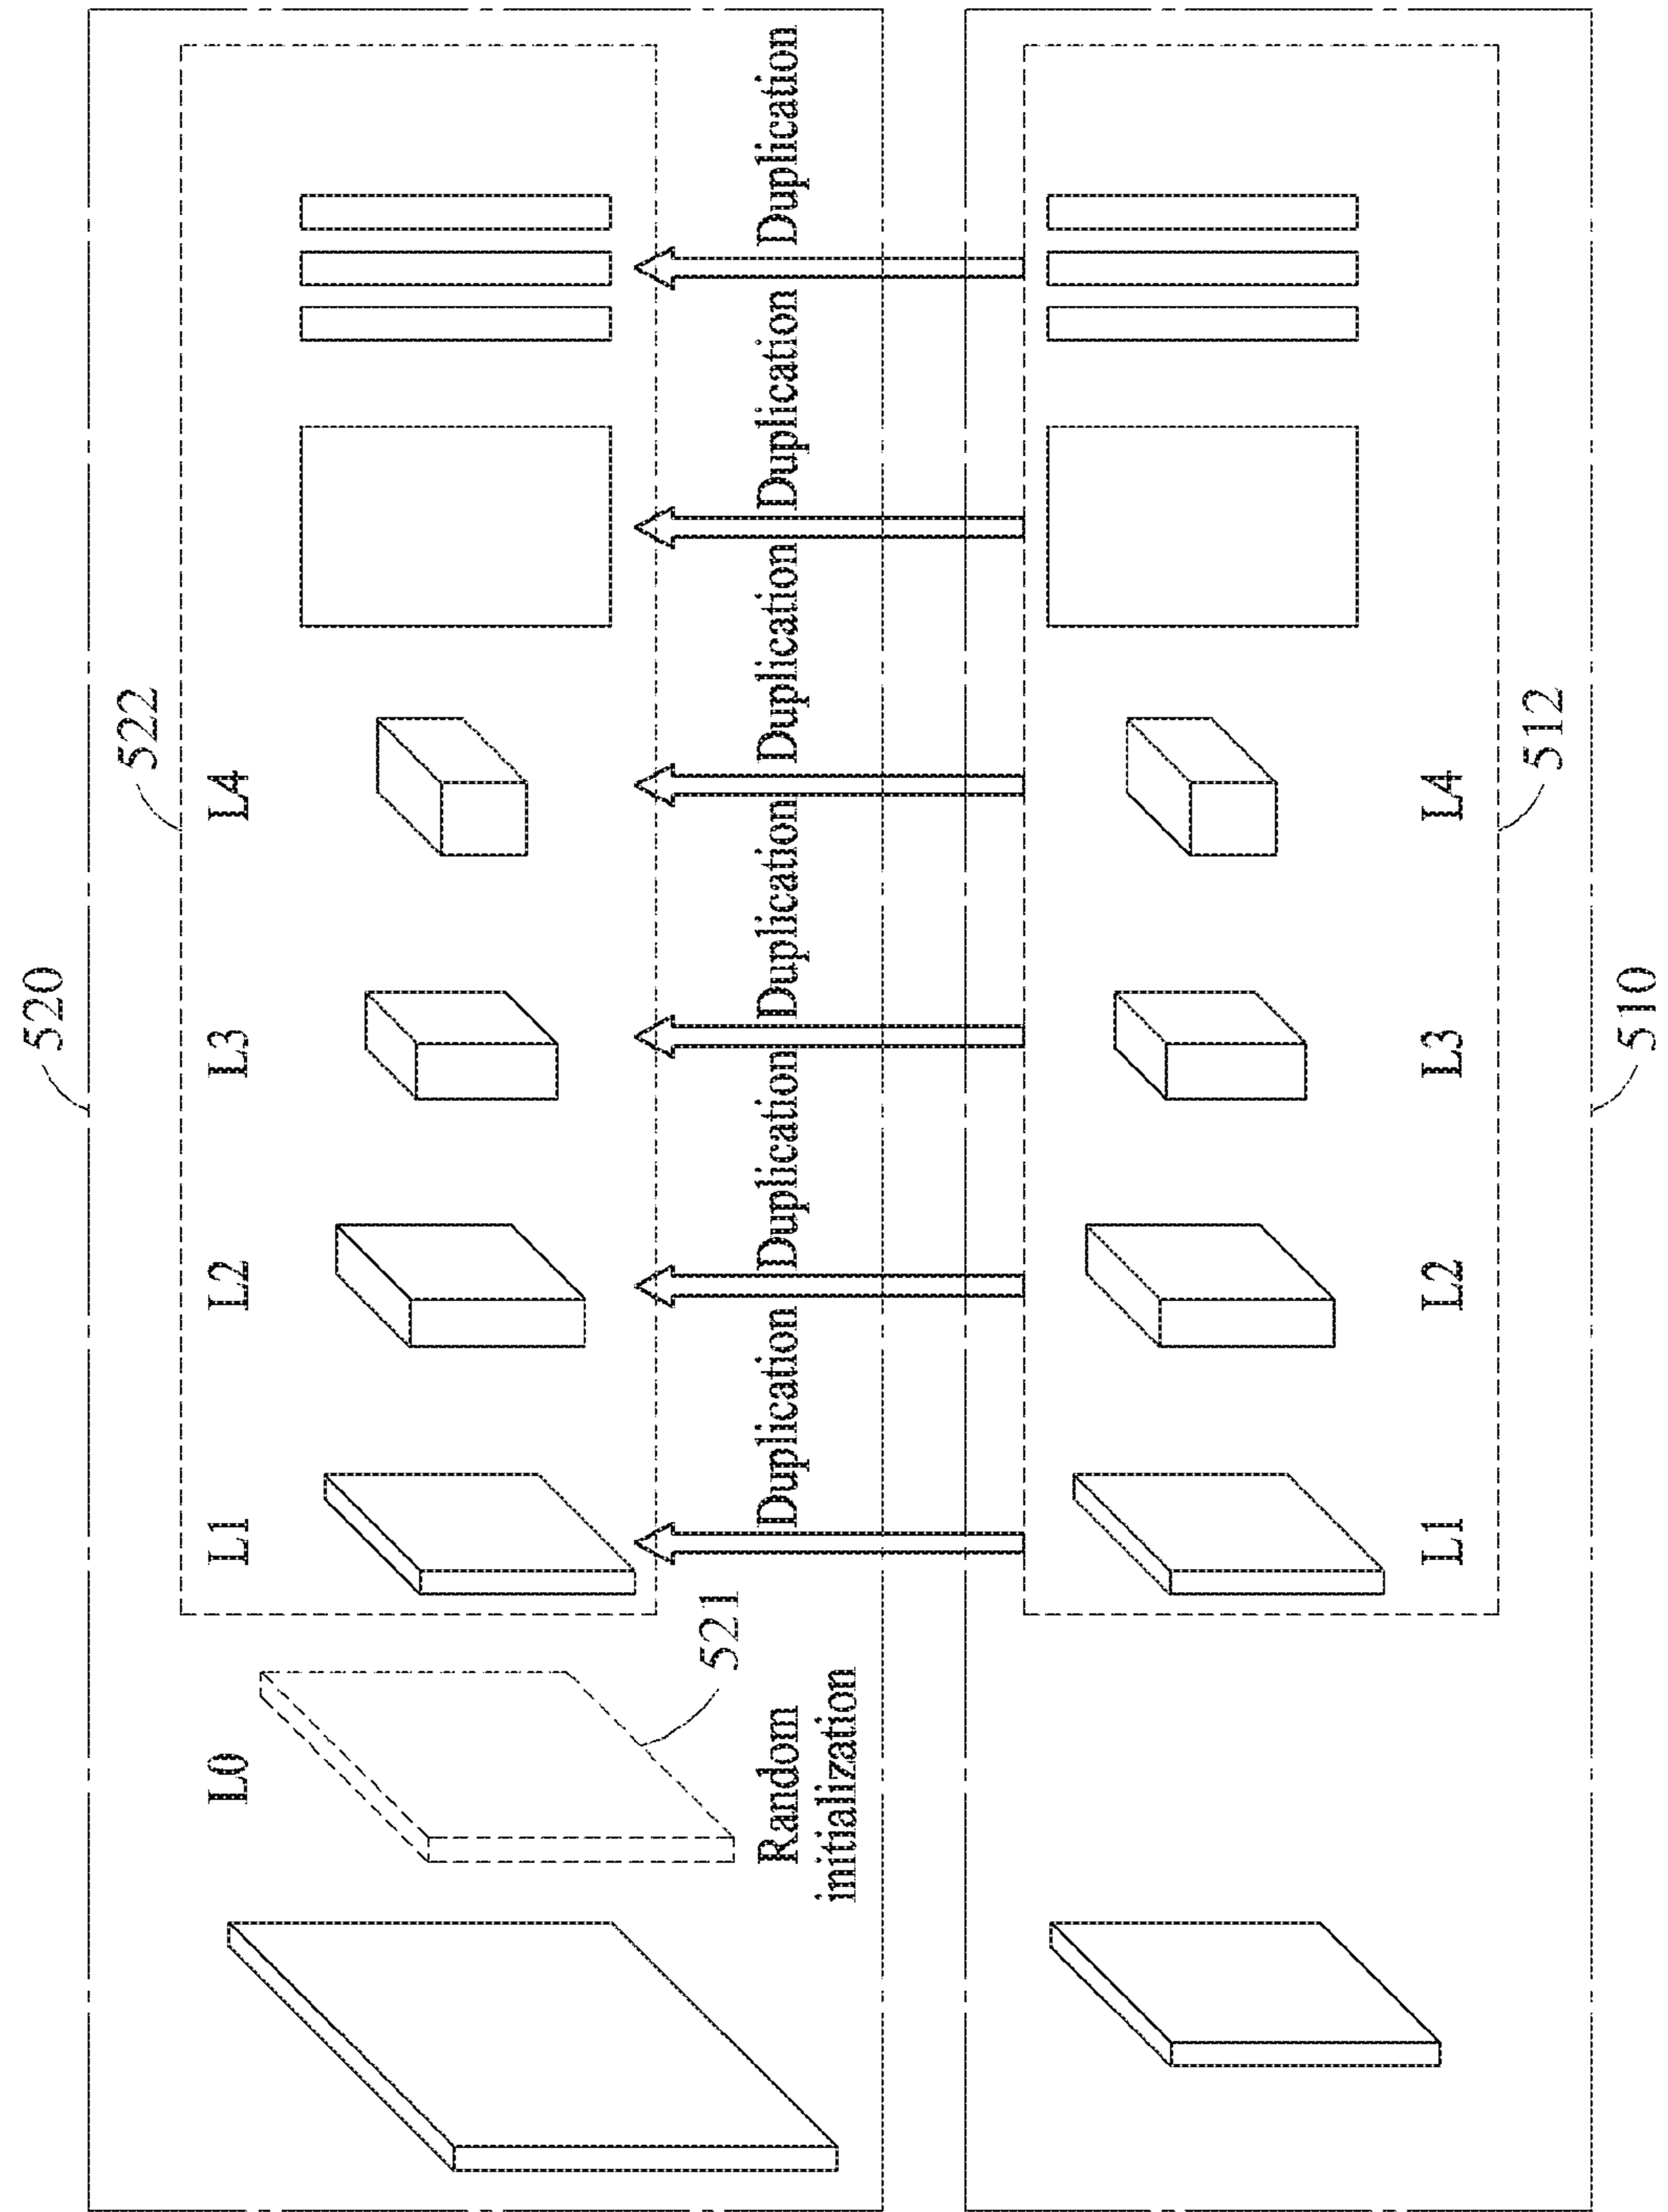 520
522
L0 L1 L2 L3 L4
521
Random
initialization
Duplication Duplication Duplication Duplication Duplication Duplication
L1 L2 L3 L4
512
510